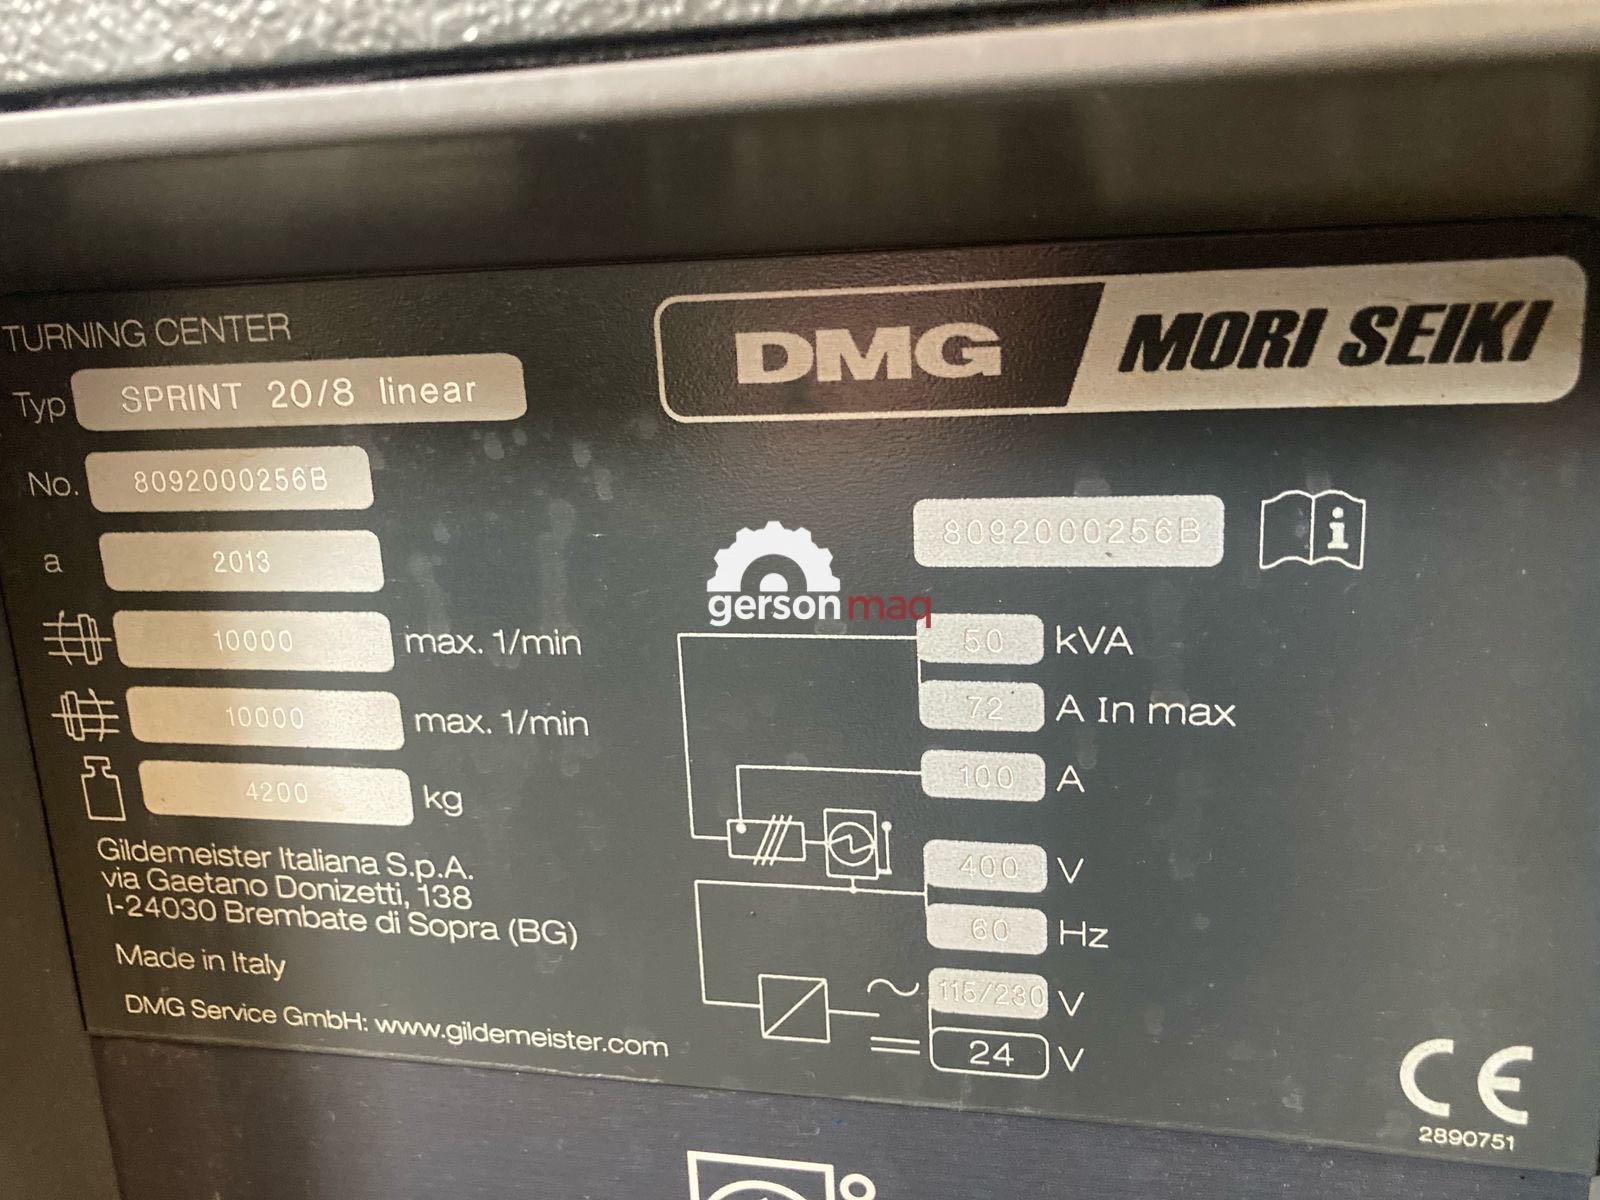 TURNING CENTER
DMG MORI SEIKI
Typ SPRINT 20/8 linear
No. 8092000256B
8092000256B
i
a 2013
gersonmaq
10000 max. 1/min
50 kVA
10000 max. 1/min
72 A In max
4200 kg
100 A
Gildemeister Italiana S.p.A.
via Gaetano Donizetti, 138
I-24030 Brembate di Sopra (BG)
400 V
60 Hz
Made in Italy
115/230 V
DMG Service GmbH: www.gildemeister.com
24 V
CE
2890751